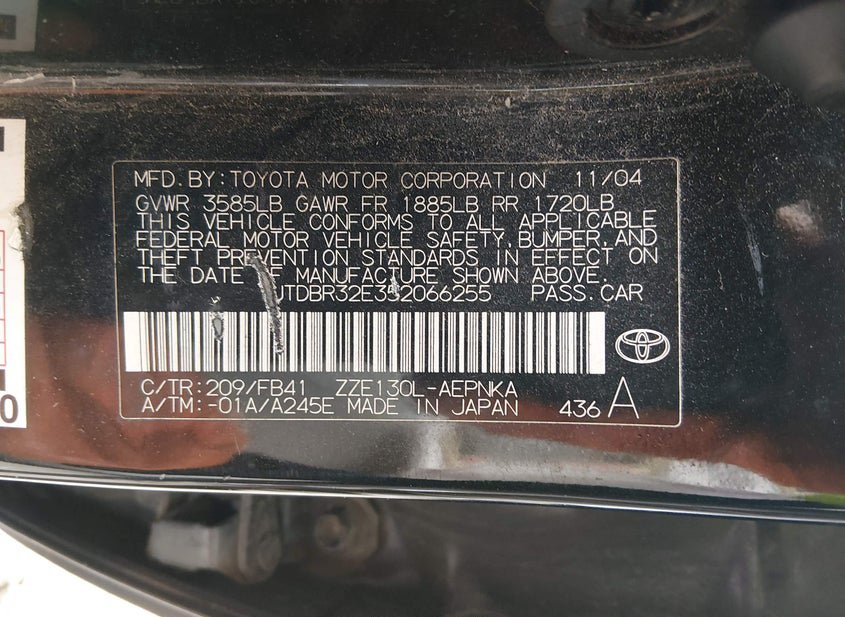 MFD.BY:TOYOTA MOTOR CORPORATION 11/04
GVWR 3585LB GAWR FR 1885LB RR 1720LB
THIS VEHICLE CONFORMS TO ALL APPLICABLE
FEDERAL MOTOR VEHICLE SAFETY,BUMPER,AND
THEFT PREVENTION STANDARDS IN EFFECT ON
THE DATE OF MANUFACTURE SHOWN ABOVE.
JTDBR32E352066255 PASS.CAR
C/TR:209/FB41 ZZE130L-AEPNKA
A/TM:-01A/A245E MADE IN JAPAN 436 A
0